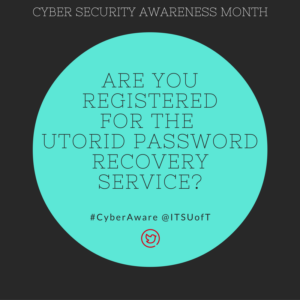 CYBER SECURITY AWARENESS MONTH
ARE YOU
REGISTERED
FOR THE
UTORID PASSWORD
RECOVERY
SERVICE?
#CyberAware @ITSUofT